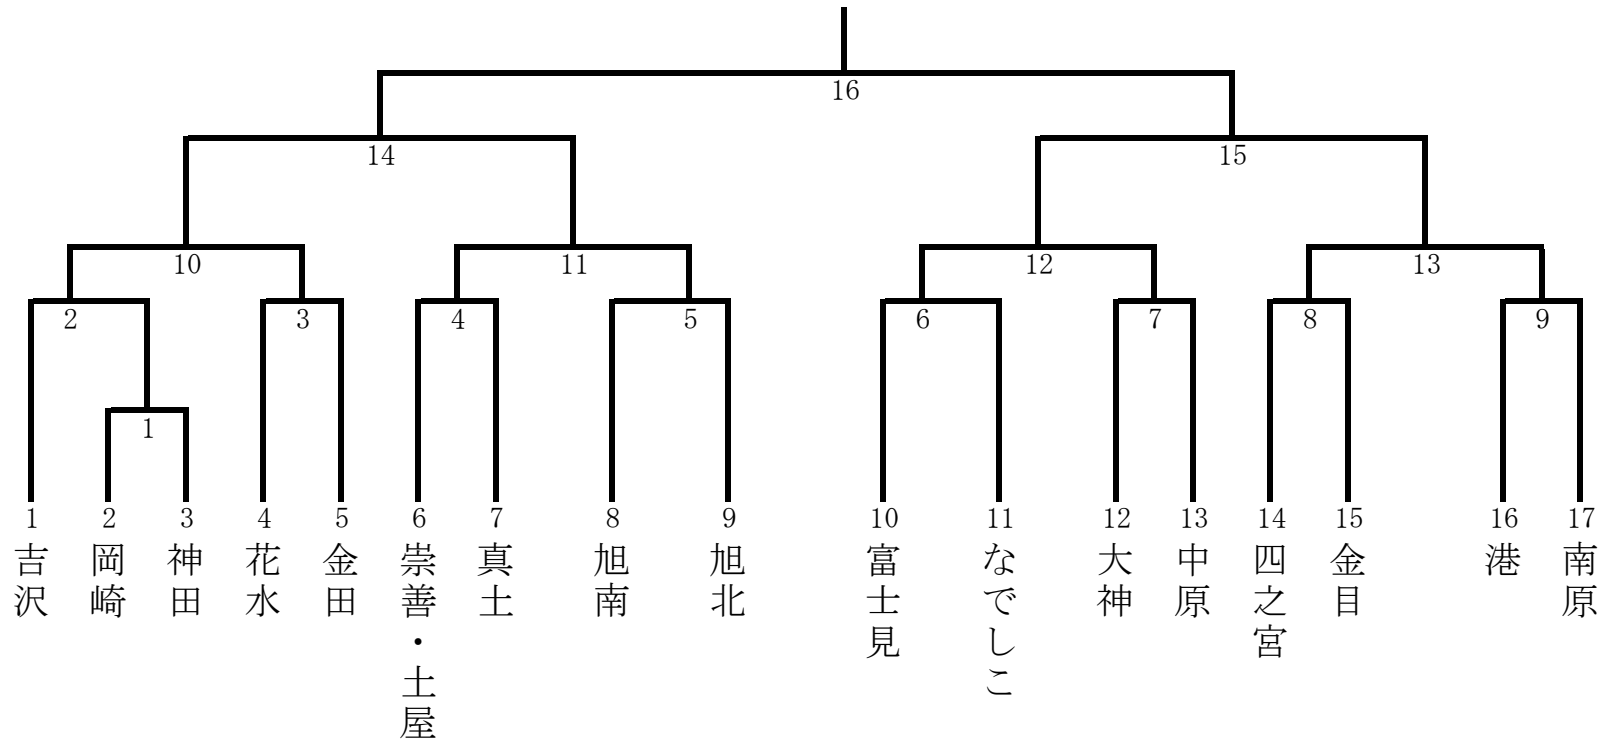 16
14
15
10
11
12
13
2
3
4
5
6
7
8
9
1
1
2
3
4
5
6
7
8
9
10
11
12
13
14
15
16
17
吉沢
岡崎
神田
花水
金田
崇善・土屋
真土
旭南
旭北
富士見
なでしこ
大神
中原
四之宮
金目
港
南原